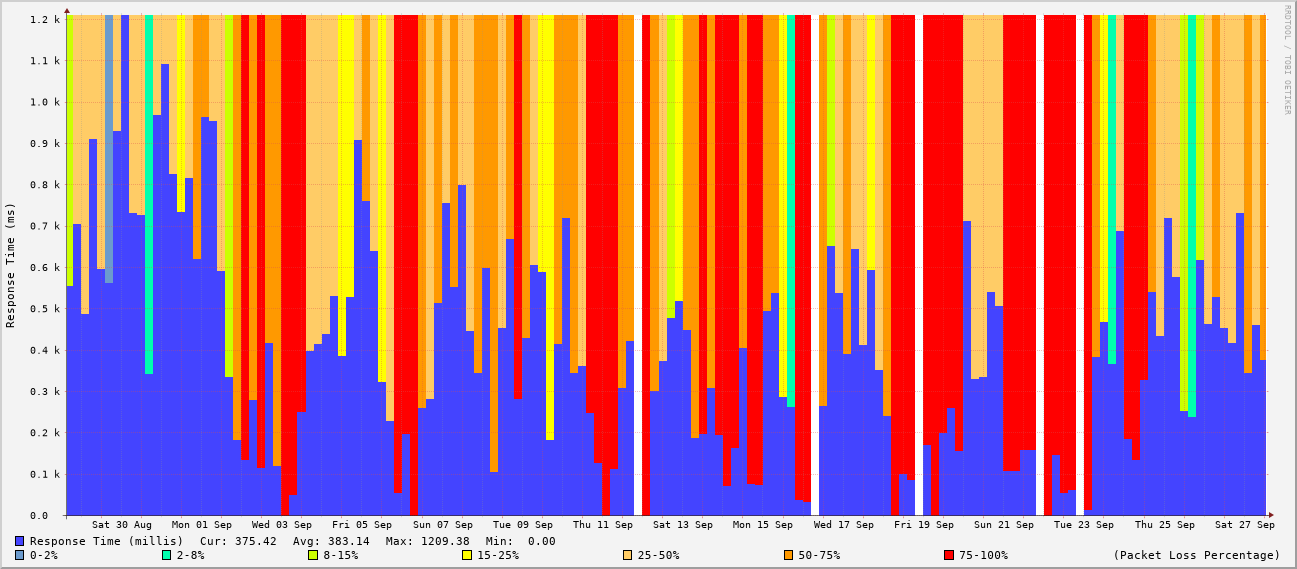 RRDTOOL / TOBI OETIKER
Response Time (ms)
1.2 k
1.1 k
1.0 k
0.9 k
0.8 k
0.7 k
0.6 k
0.5 k
0.4 k
0.3 k
0.2 k
0.1 k
0.0
Sat 30 Aug Mon 01 Sep Wed 03 Sep Fri 05 Sep Sun 07 Sep Tue 09 Sep Thu 11 Sep Sat 13 Sep Mon 15 Sep Wed 17 Sep Fri 19 Sep Sun 21 Sep Tue 23 Sep Thu 25 Sep Sat 27 Sep
Response Time (millis) Cur: 375.42 Avg: 383.14 Max: 1209.38 Min: 0.00
0-2% 2-8% 8-15% 15-25% 25-50% 50-75% 75-100% (Packet Loss Percentage)